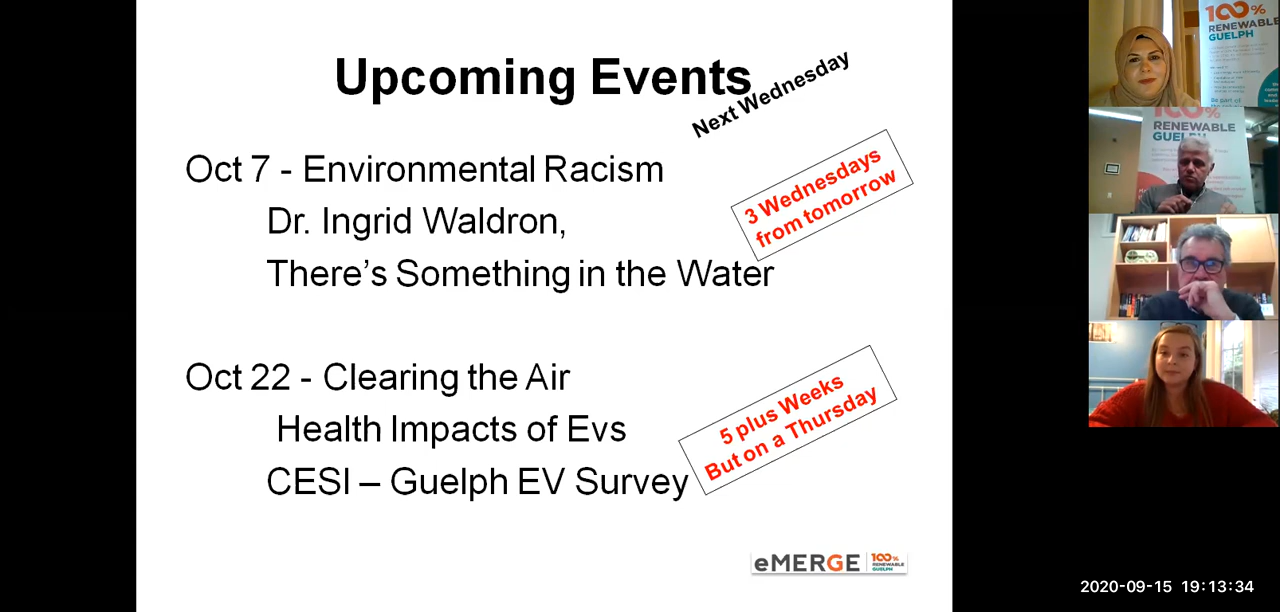 Upcoming Events
Next Wednesday
Oct 7 - Environmental Racism
Dr. Ingrid Waldron,
There’s Something in the Water
3 Wednesdays
from tomorrow
Oct 22 - Clearing the Air
Health Impacts of Evs
CESI – Guelph EV Survey
5 plus Weeks
But on a Thursday
eMERGE
100%
RENEWABLE
GUELPH
100%
RENEWABLE
GUELPH
100%
RENEWABLE
2020-09-15 19:13:34